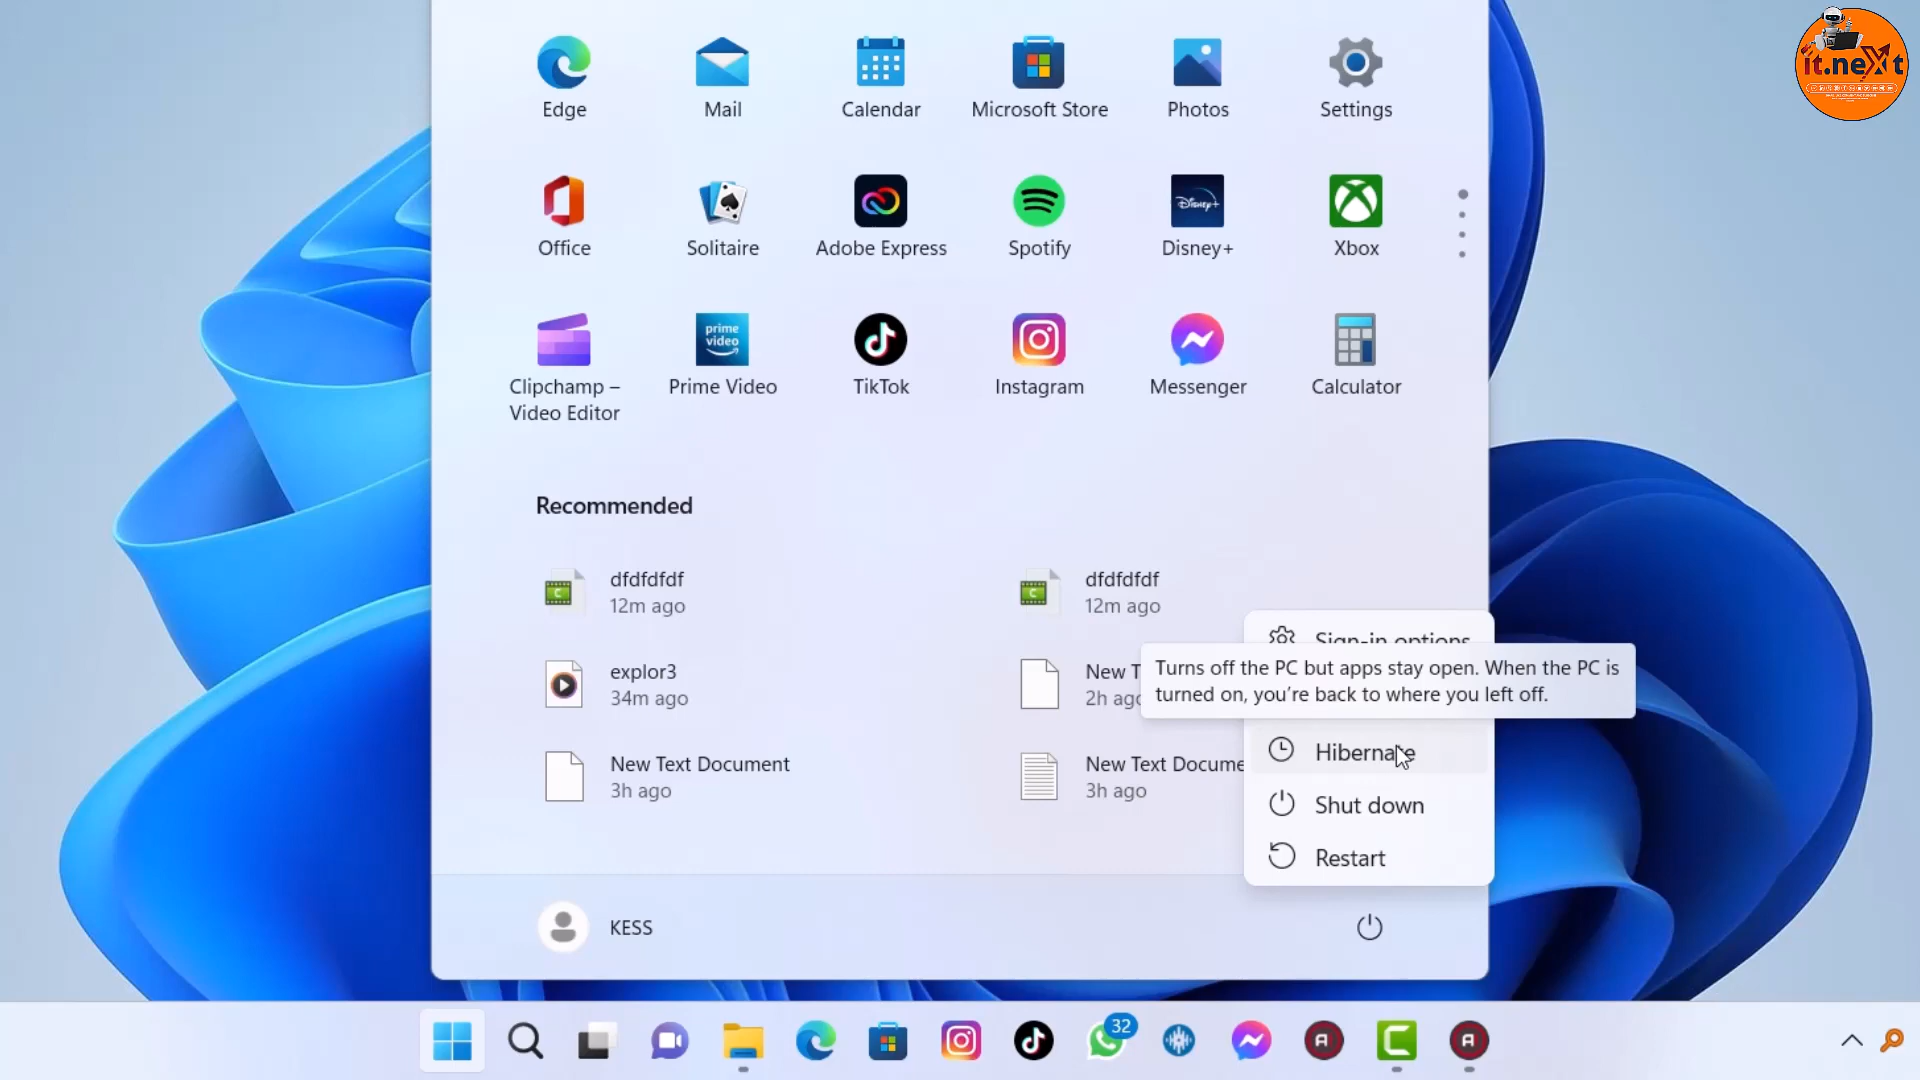 it.neXt
Edge
Mail
Calendar
Microsoft Store
Photos
Settings
Office
Solitaire
Adobe Express
Spotify
Disney+
Disney+
Xbox
prime
video
Clipchamp –
Video Editor
Prime Video
TikTok
Instagram
Messenger
Calculator
Recommended
dfdfdfdf
12m ago
dfdfdfdf
12m ago
Sign-in options
explor3
34m ago
New T
2h ago
Turns off the PC but apps stay open. When the PC is
turned on, you’re back to where you left off.
Hibernate
New Text Document
3h ago
New Text Docume
3h ago
Shut down
Restart
KESS
32